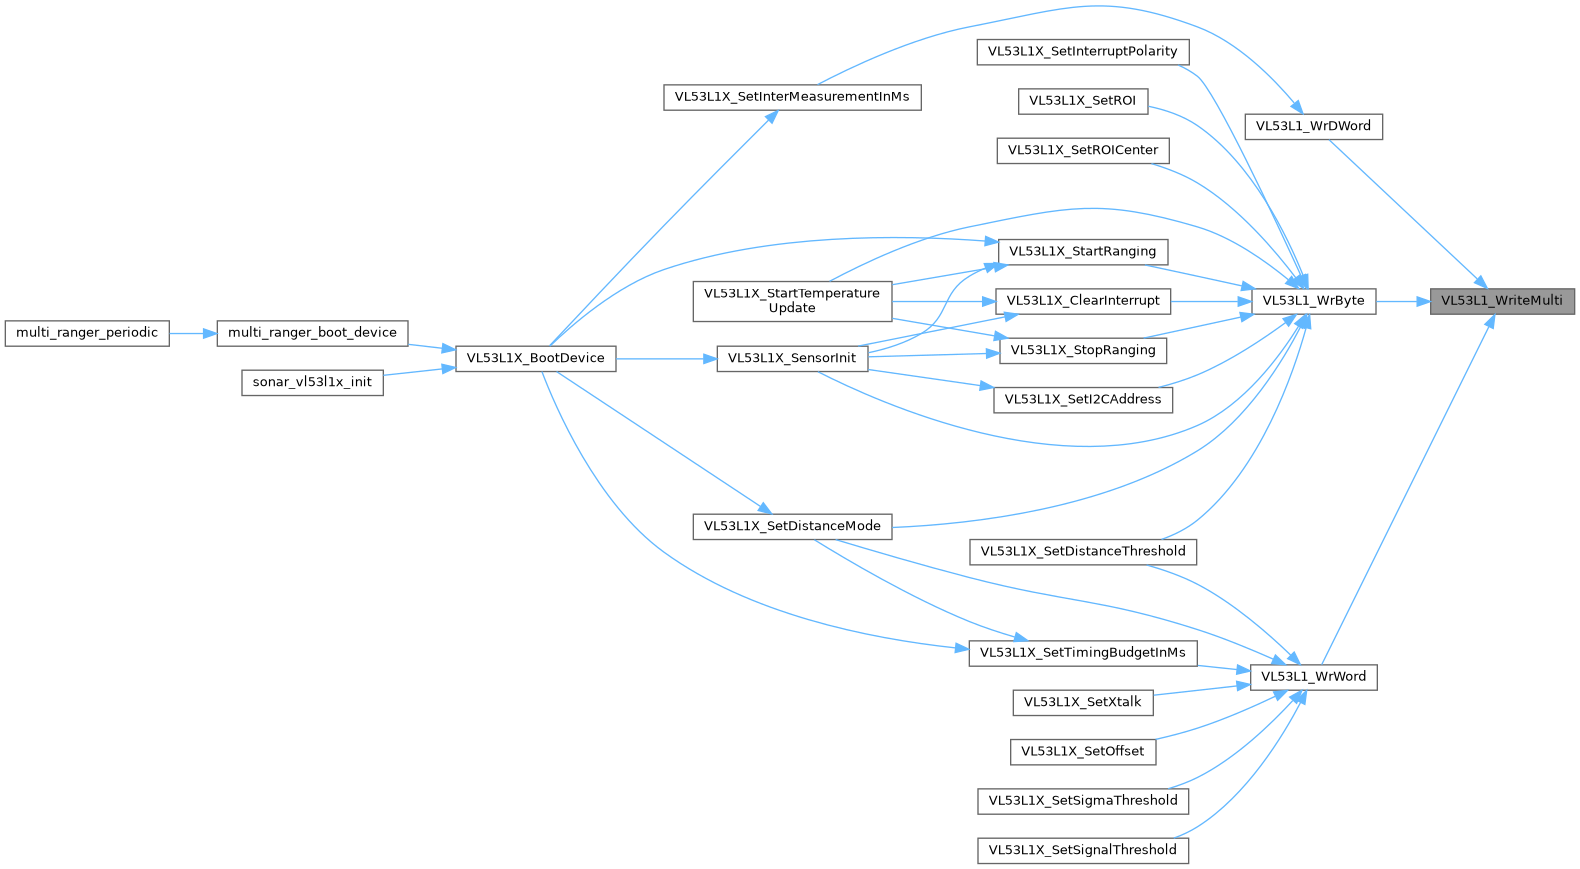 VL53L1X_SetInterruptPolarity
VL53L1X_SetInterMeasurementInMs
VL53L1X_SetROI
VL53L1_WrDWord
VL53L1X_SetROICenter
VL53L1X_StartRanging
VL53L1X_StartTemperature
Update
VL53L1X_ClearInterrupt
VL53L1_WrByte
VL53L1_WriteMulti
multi_ranger_periodic
multi_ranger_boot_device
VL53L1X_BootDevice
VL53L1X_SensorInit
VL53L1X_StopRanging
sonar_vl53l1x_init
VL53L1X_SetI2CAddress
VL53L1X_SetDistanceMode
VL53L1X_SetDistanceThreshold
VL53L1X_SetTimingBudgetInMs
VL53L1_WrWord
VL53L1X_SetXtalk
VL53L1X_SetOffset
VL53L1X_SetSigmaThreshold
VL53L1X_SetSignalThreshold